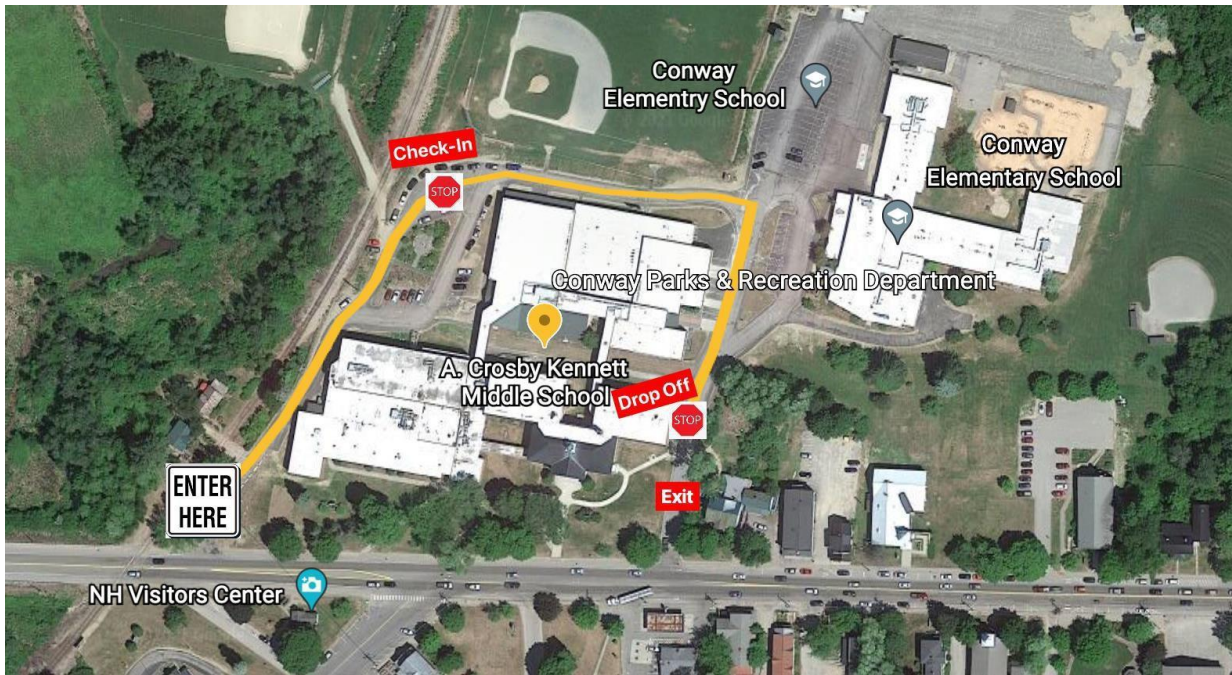 Conway
Elementry School
Check-In
STOP
Conway
Elementary School
Conway Parks & Recreation Department
A. Crosby Kennett
Middle School
Drop Off
STOP
ENTER
HERE
Exit
NH Visitors Center